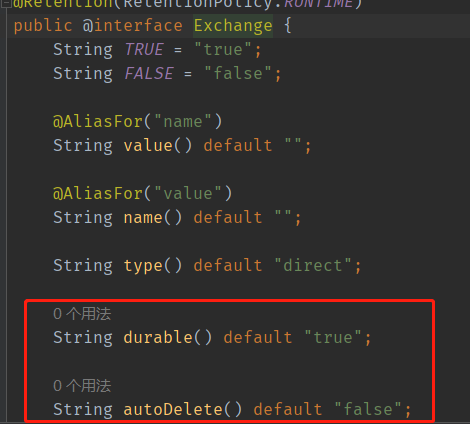 @Retention(RetentionPolicy.RUNTIME)
public @interface Exchange {
String TRUE = "true";
String FALSE = "false";
@AliasFor("name")
String value() default "";
@AliasFor("value")
String name() default "";
String type() default "direct";
0 个用法
String durable() default "true";
0 个用法
String autoDelete() default "false";